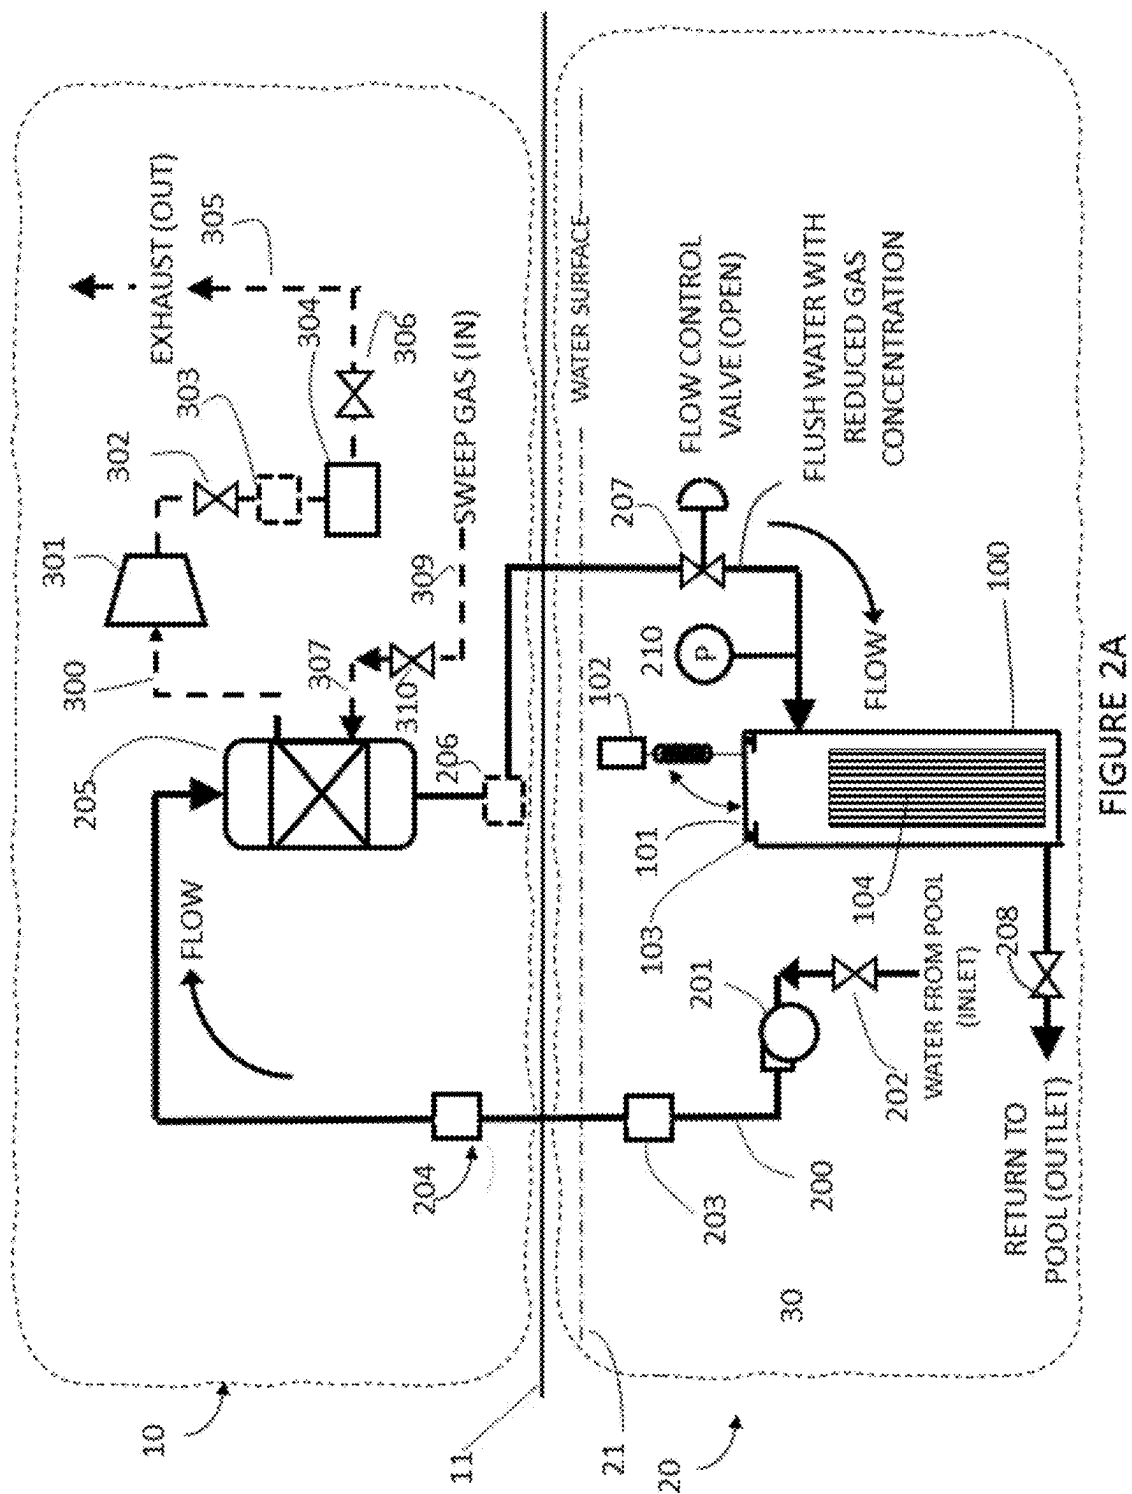 EXHAUST (OUT)
305
301
302
303
304
306
300
SWEEP GAS (IN)
309
307
310
205
206
FLOW
204
10
11
WATER SURFACE
21
20
FLOW CONTROL
VALVE (OPEN)
207
FLUSH WATER WITH
REDUCED GAS
CONCENTRATION
210
P
102
FLOW
100
101
103
104
201
202
WATER FROM POOL
(INLET)
208
203
200
30
RETURN TO
POOL (OUTLET)
FIGURE 2A